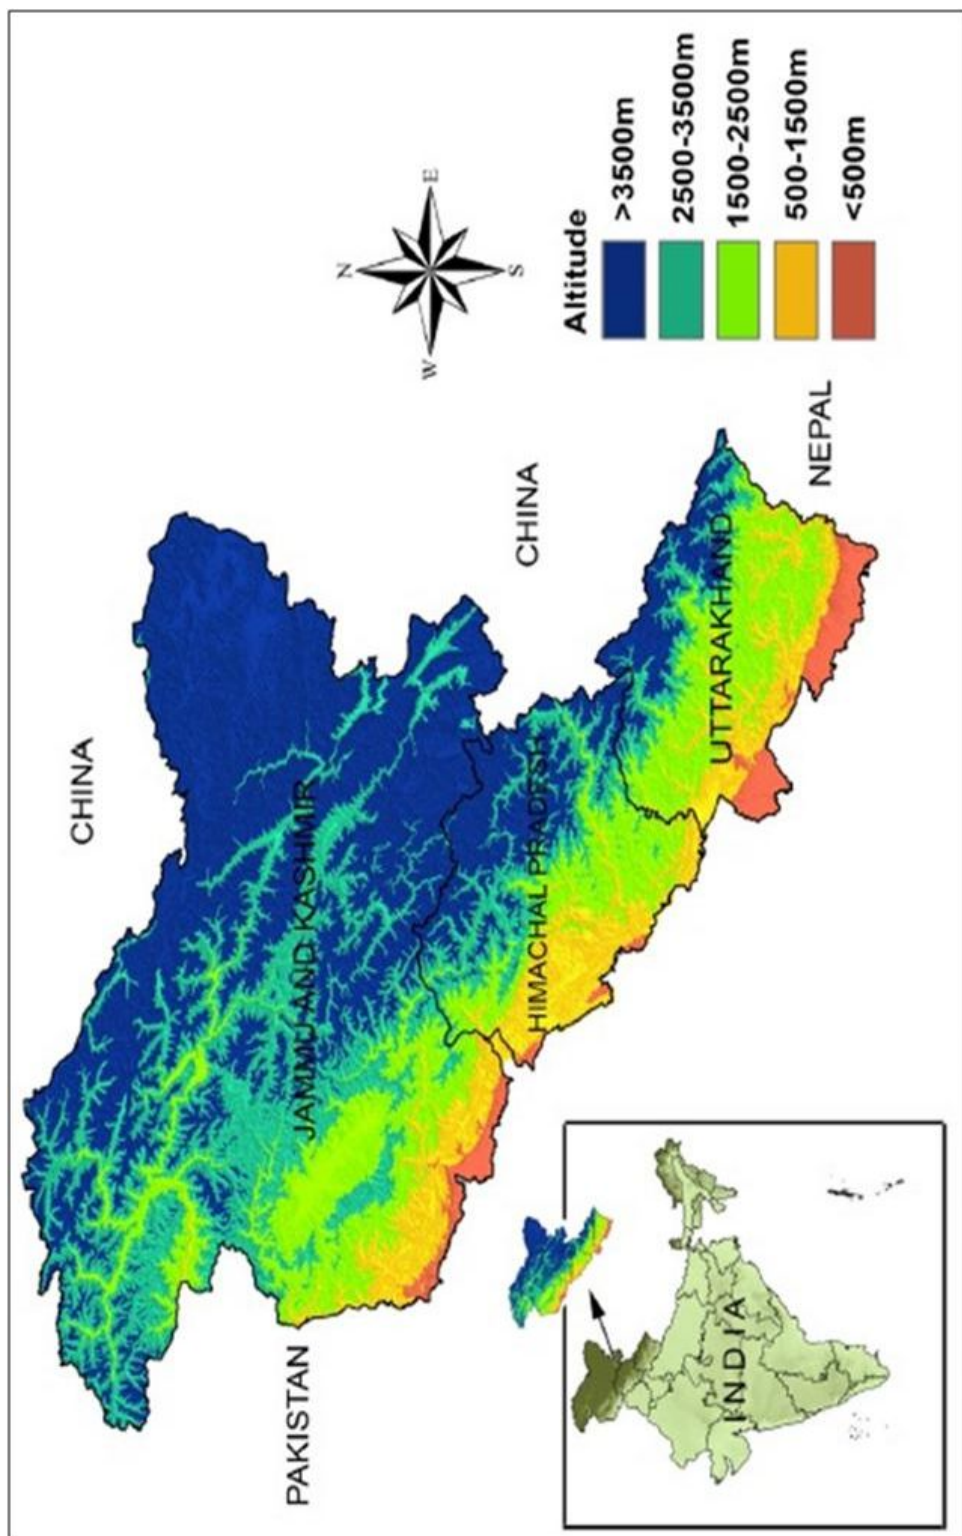 CHINA
N
W
E
S
JAMMU AND KASHMIR
CHINA
PAKISTAN
HIMACHAL PRADRSH
UTTARAKHAND
NEPAL
Altitude
>3500m
2500-3500m
1500-2500m
500-1500m
<500m
INDIA